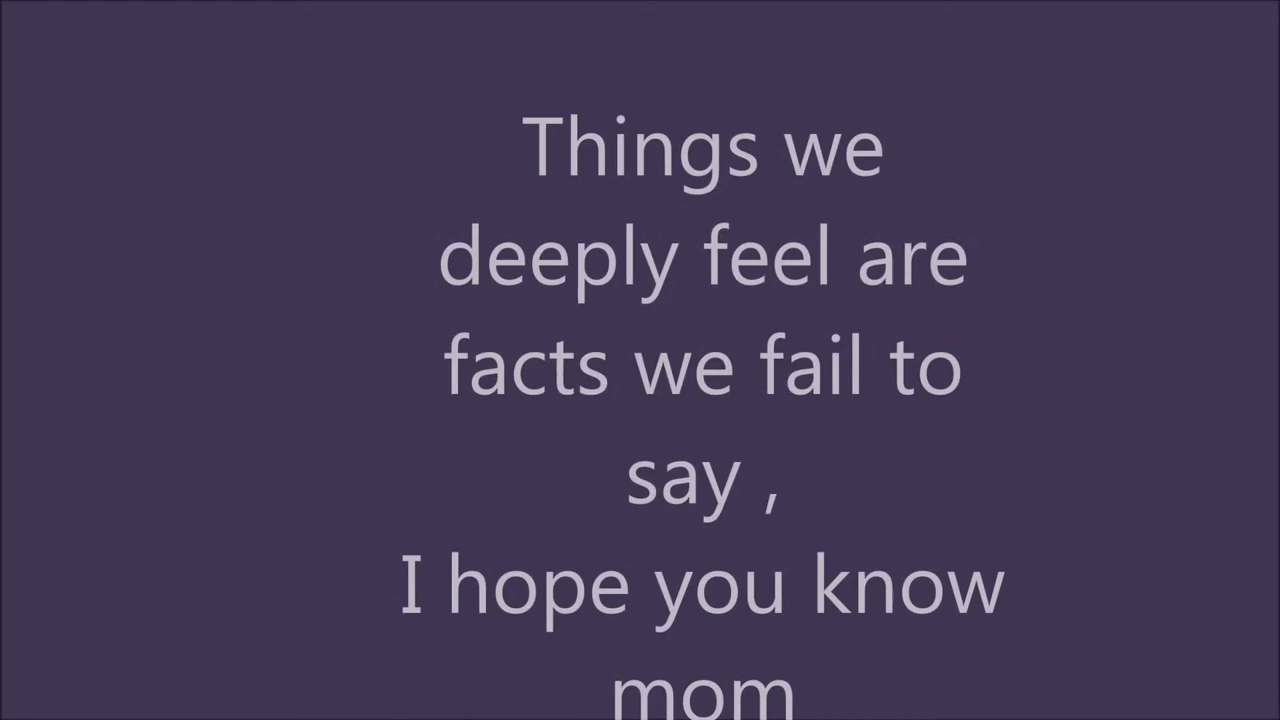 Things we
deeply feel are
facts we fail to
say ,
I hope you know
mom